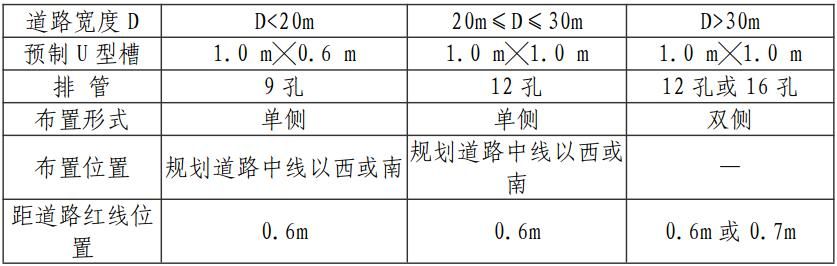 道路宽度 D D<20m 20m≤D≤30m D>30m
预制 U 型槽 1.0 m╳0.6 m 1.0 m╳1.0 m 1.0 m╳1.0 m
排 管 9 孔 12 孔 12 孔或 16 孔
布置形式 单侧 单侧 双侧
布置位置 规划道路中线以西或南 规划道路中线以西或
南 —
距道路红线位
置 0.6m 0.6m 0.6m 或 0.7m